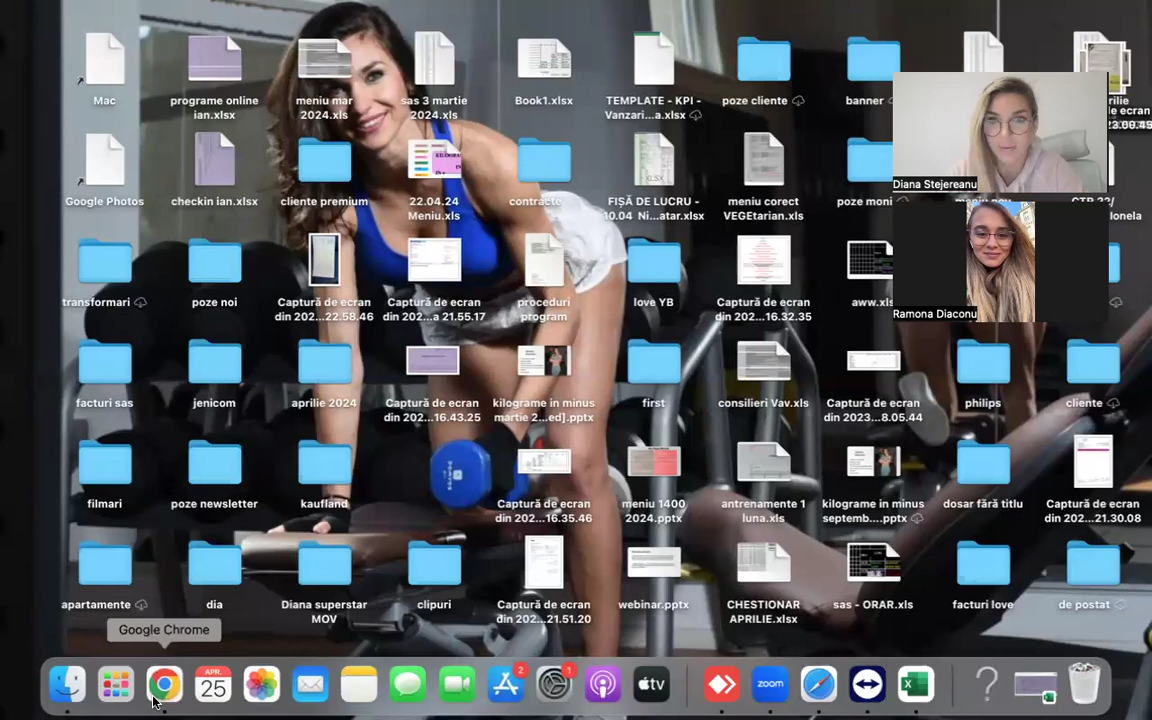 Mac
programe online
ian.xlsx
meniu mar
2024.xls
sas 3 martie
2024.xls
Book1.xlsx
TEMPLATE - KPI -
Vanzari...a.xlsx
poze cliente
banner
Google Photos
checkin ian.xlsx
cliente premium
22.04.24
Meniu.xls
contracte
FIȘĂ DE LUCRU -
10.04 Ni...atar.xlsx
meniu corect
VEGEtarian.xls
Diana Stejereanu
transformari
poze noi
Captură de ecran
din 202...22.58.46
Captură de ecran
din 202...a 21.55.17
proceduri
program
love YB
Captură de ecran
din 202...16.32.35
aww.xls
Ramona Diaconu
facturi sas
jenicom
aprilie 2024
Captură de ecran
din 202...16.43.25
kilograme in minus
martie 2...ed].pptx
first
consilieri Vav.xls
Captură de ecran
din 2023...8.05.44
philips
cliente
filmari
poze newsletter
kaufland
Captură de ecran
din 202...16.35.46
meniu 1400
2024.pptx
antrenamente 1
luna.xls
kilograme in minus
septemb....pptx
dosar fără titlu
Captură de ecran
din 202...21.30.08
apartamente
dia
Diana superstar
MOV
clipuri
Captură de ecran
din 202...21.51.20
webinar.pptx
CHESTIONAR
APRILIE.xlsx
sas - ORAR.xls
facturi love
de postat
Google Chrome
APR.
25
2
1
tv
zoom